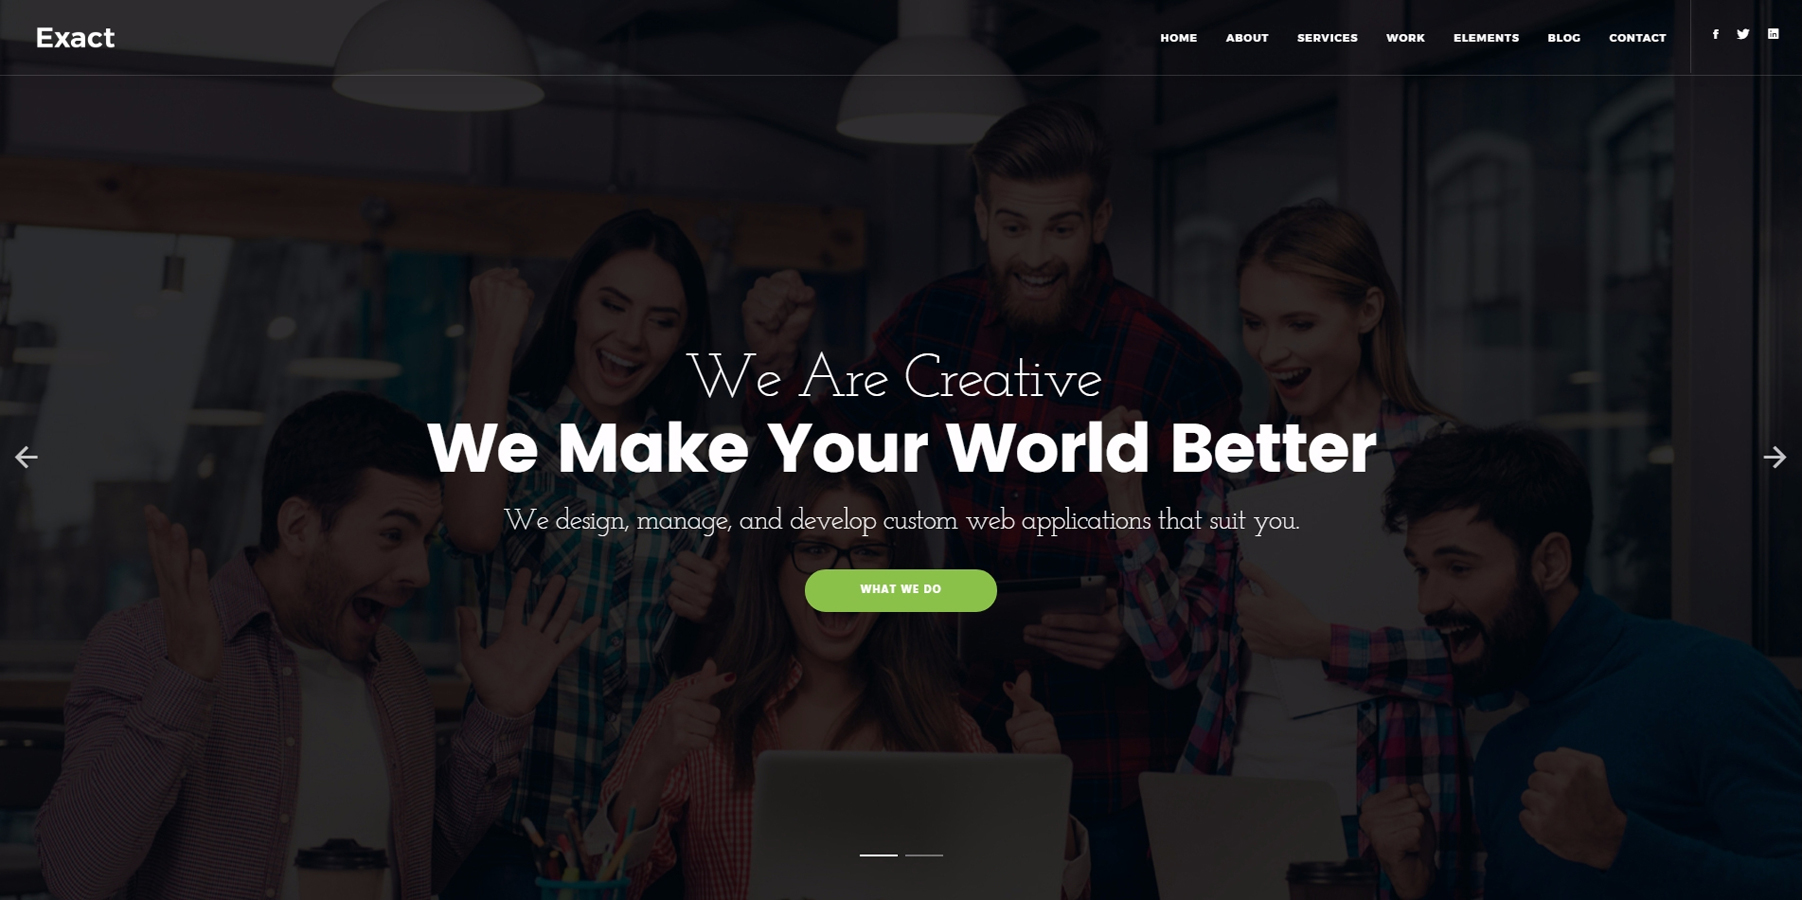 Exact
HOME ABOUT SERVICES WORK ELEMENTS BLOG CONTACT
We Are Creative
We Make Your World Better
We design, manage, and develop custom web applications that suit you.
WHAT WE DO